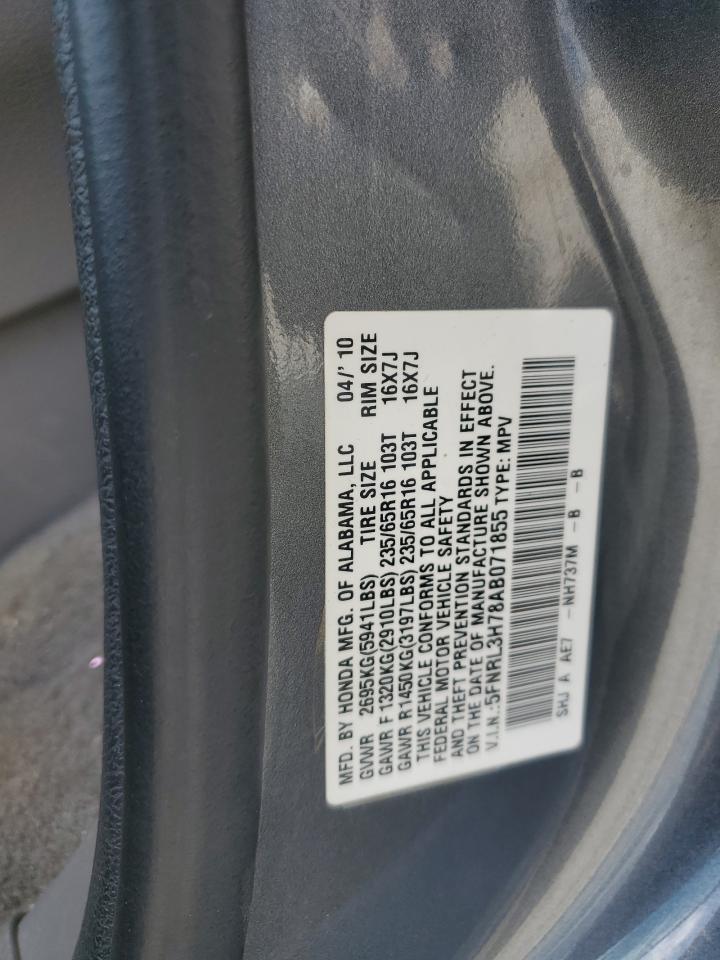 MFD. BY HONDA MFG. OF ALABAMA, LLC 04/'10
GVWR 2695KG(5941LBS) TIRE SIZE RIM SIZE
GAWR F 1320KG(2910LBS) 235/65R16 103T 16X7J
GAWR R1450KG(3197LBS) 235/65R16 103T 16X7J
THIS VEHICLE CONFORMS TO ALL APPLICABLE
FEDERAL MOTOR VEHICLE SAFETY
AND THEFT PREVENTION STANDARDS IN EFFECT
ON THE DATE OF MANUFACTURE SHOWN ABOVE.
V.I.N.:5FNRL3H78AB071855 TYPE: MPV
SHJ A AE7 -NH737M -B -B